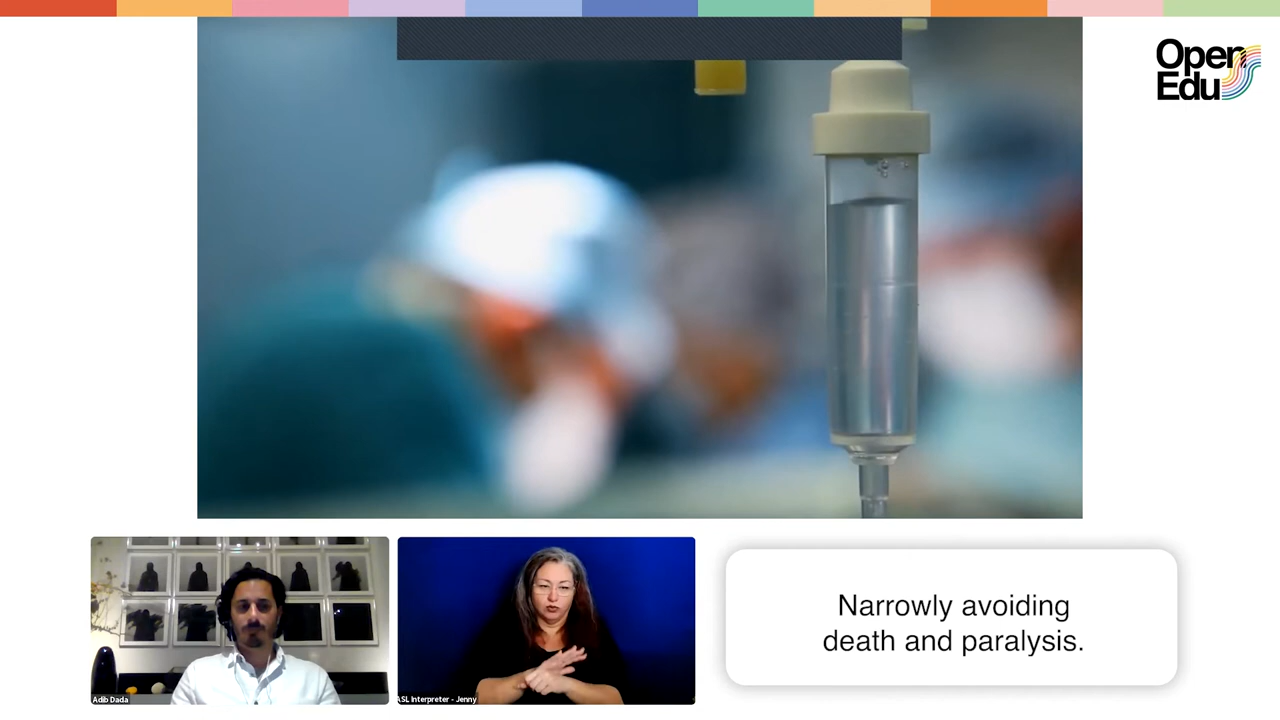 Open
Edu
Adib Dada
ASL Interpreter - Jenny
Narrowly avoiding
death and paralysis.